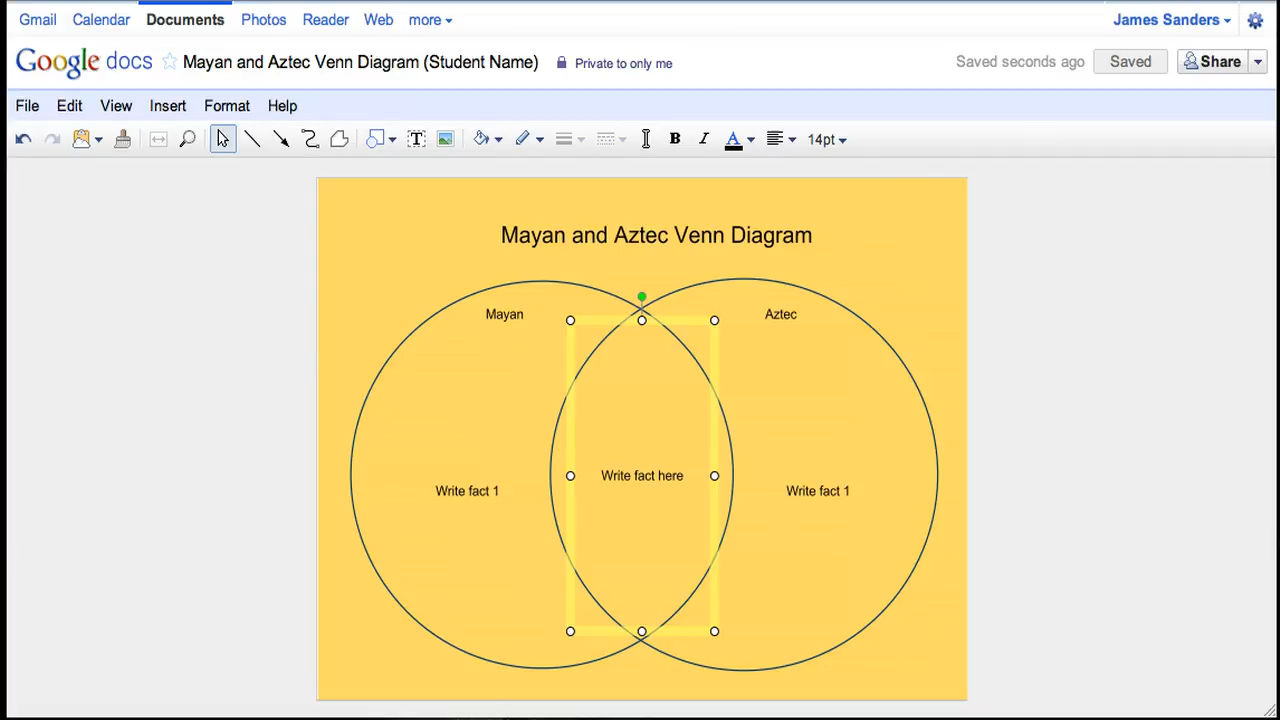 Gmail Calendar Documents Photos Reader Web more James Sanders
Google docs Mayan and Aztec Venn Diagram (Student Name) Private to only me Saved seconds ago Saved Share
File Edit View Insert Format Help
T B I A 14pt
Mayan and Aztec Venn Diagram
Mayan Aztec
Write fact here
Write fact 1 Write fact 1